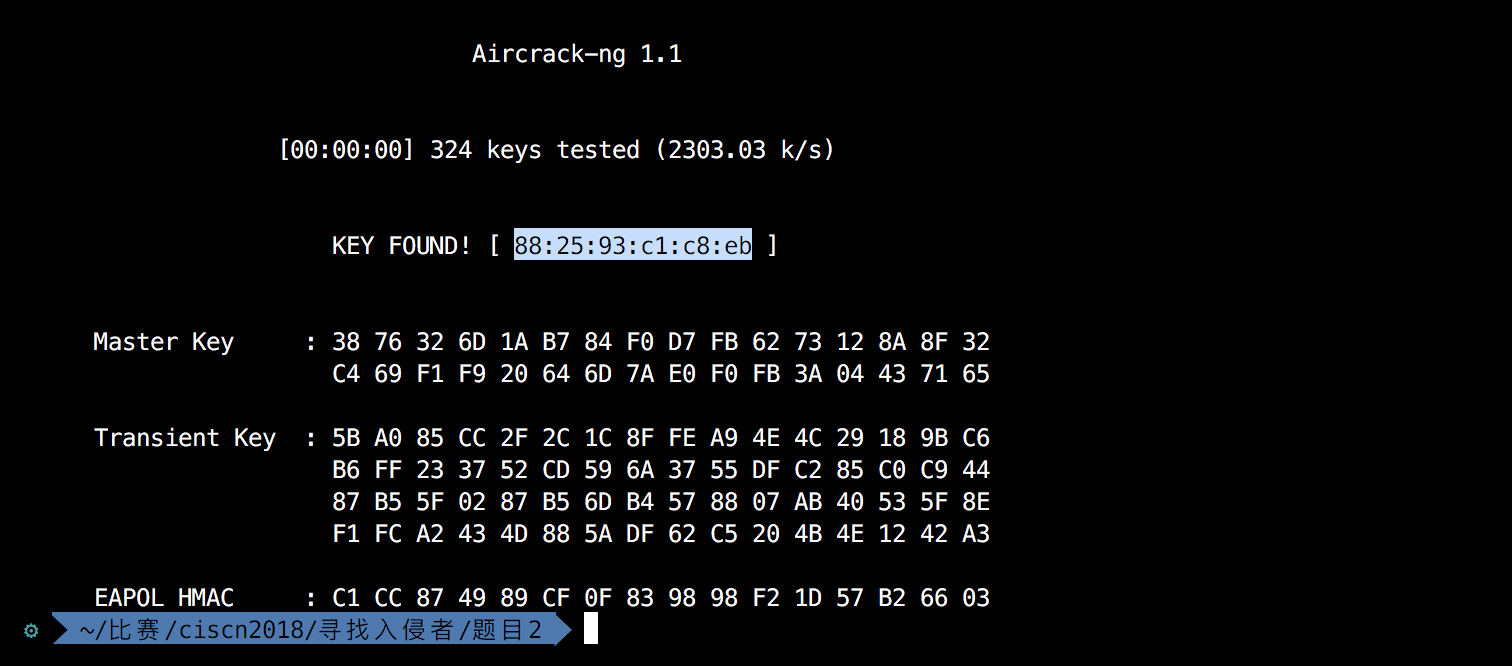 Aircrack-ng 1.1
[00:00:00] 324 keys tested (2303.03 k/s)
KEY FOUND! [ 88:25:93:c1:c8:eb ]
Master Key : 38 76 32 6D 1A B7 84 F0 D7 FB 62 73 12 8A 8F 32
C4 69 F1 F9 20 64 6D 7A E0 F0 FB 3A 04 43 71 65
Transient Key : 5B A0 85 CC 2F 2C 1C 8F FE A9 4E 4C 29 18 9B C6
B6 FF 23 37 52 CD 59 6A 37 55 DF C2 85 C0 C9 44
87 B5 5F 02 87 B5 6D B4 57 88 07 AB 40 53 5F 8E
F1 FC A2 43 4D 88 5A DF 62 C5 20 4B 4E 12 42 A3
EAPOL HMAC : C1 CC 87 49 89 CF 0F 83 98 98 F2 1D 57 B2 66 03
~/比赛/ciscn2018/寻找入侵者/题目2